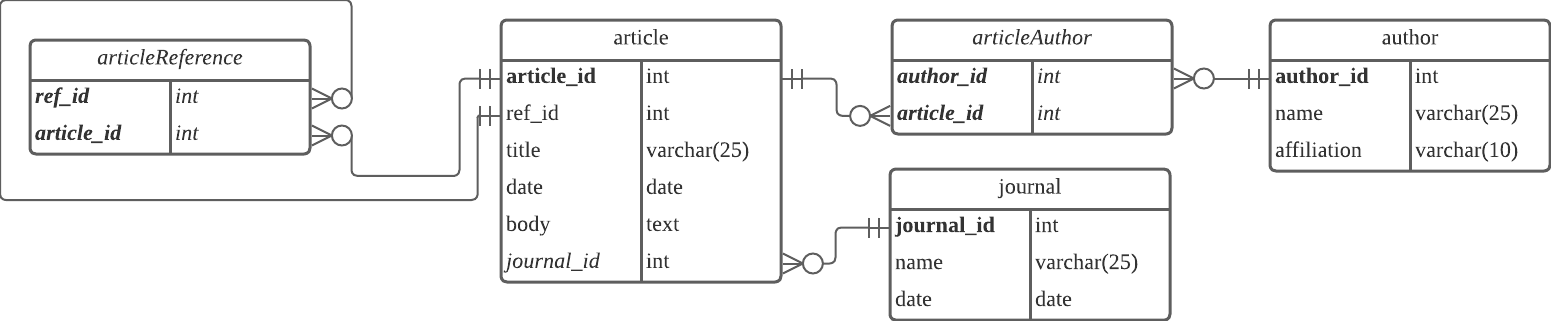 articleReference
ref_id int
article_id int
article
article_id int
ref_id int
title varchar(25)
date date
body text
journal_id int
articleAuthor
author_id int
article_id int
journal
journal_id int
name varchar(25)
date date
author
author_id int
name varchar(25)
affiliation varchar(10)